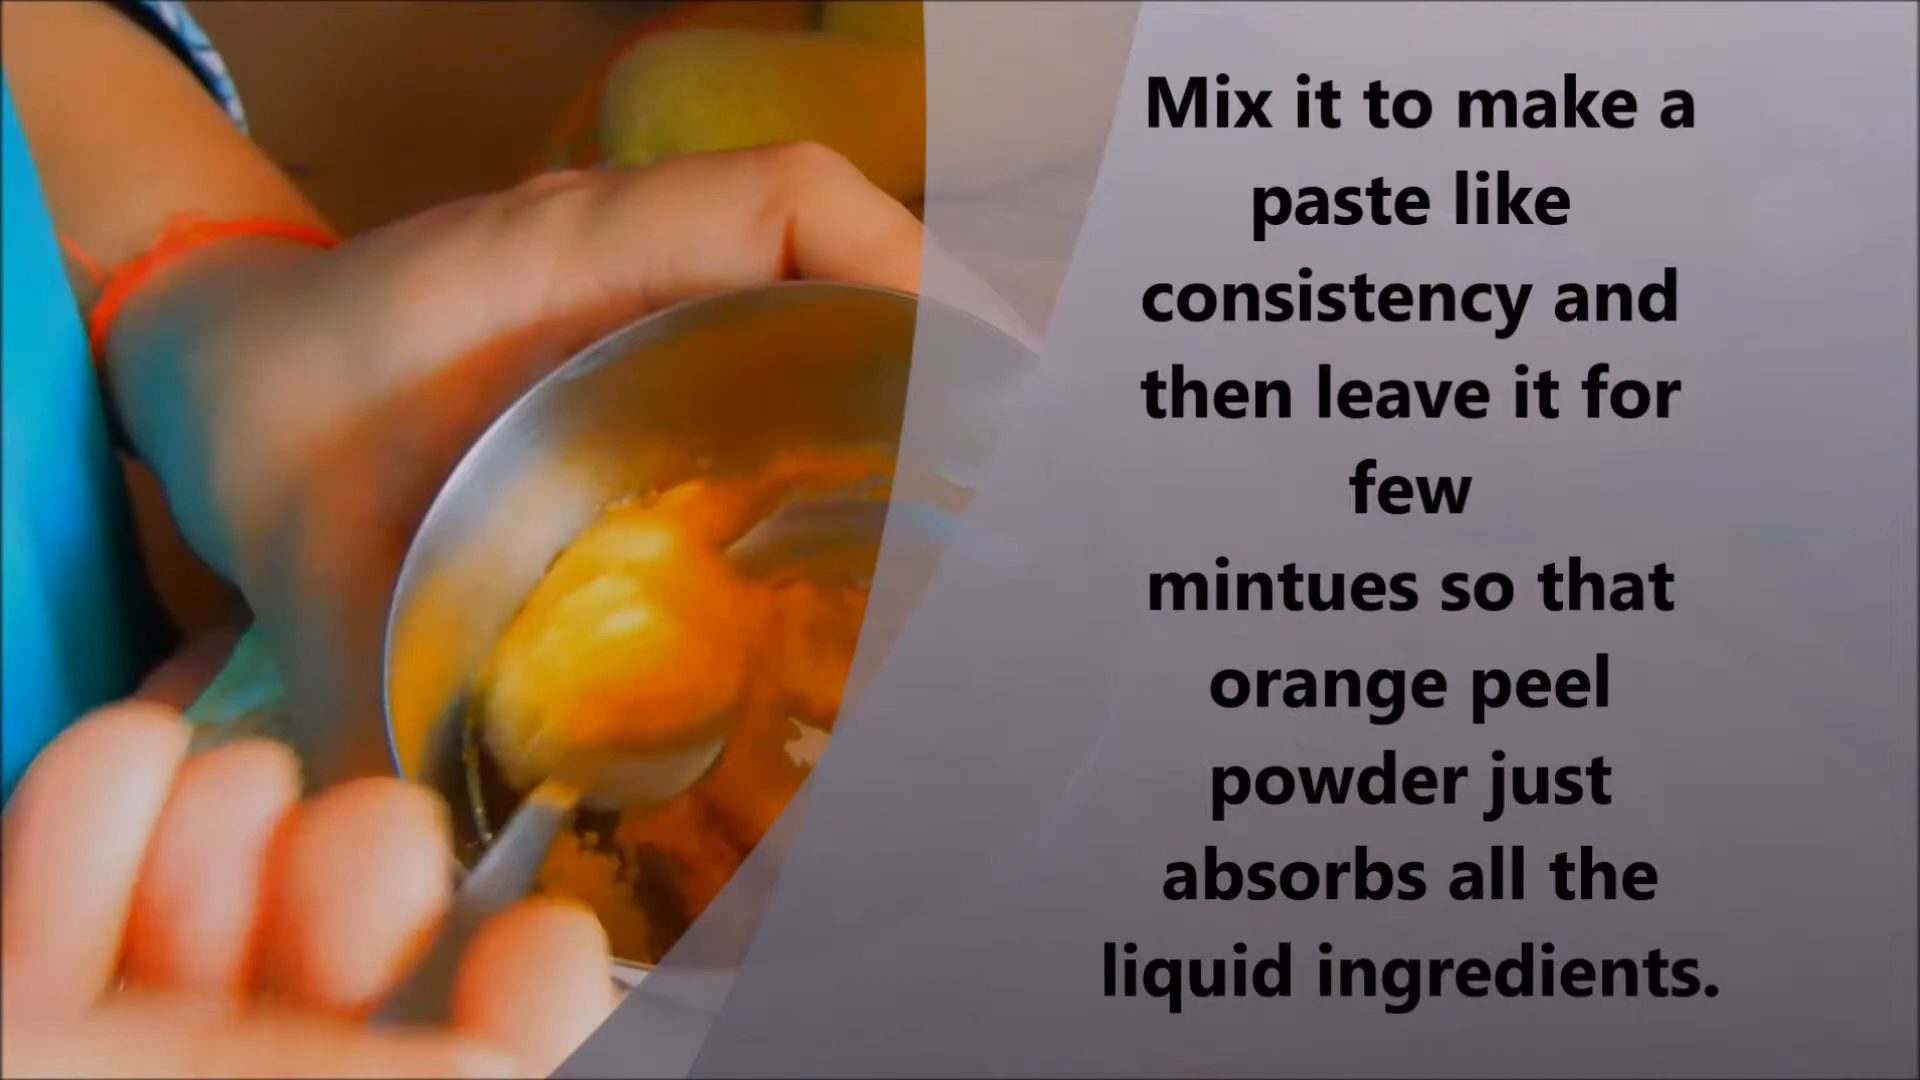 Mix it to make a
paste like
consistency and
then leave it for
few
mintues so that
orange peel
powder just
absorbs all the
liquid ingredients.